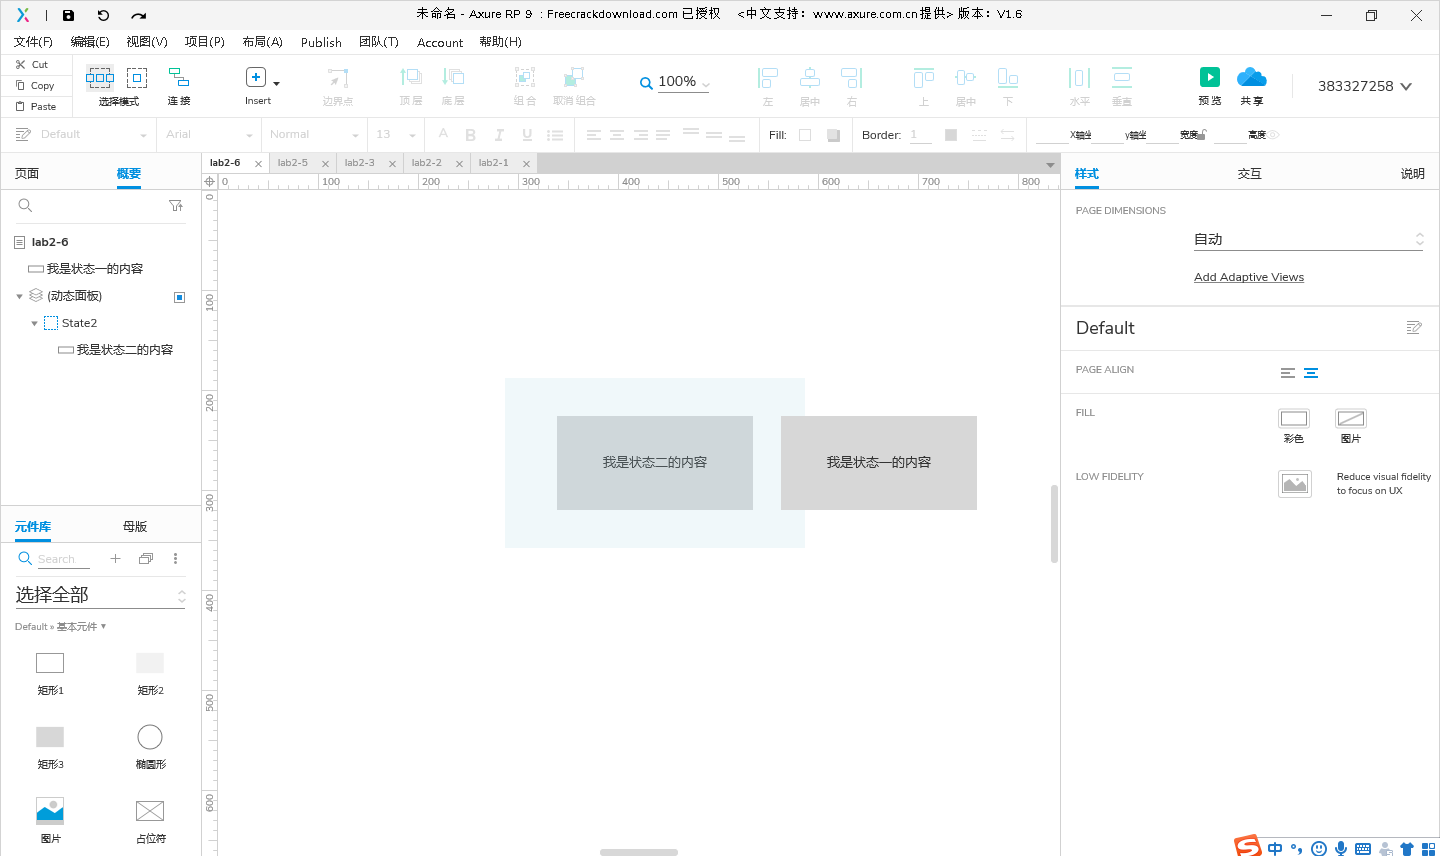 未命名 - Axure RP 9 : Freecrackdownload.com 已授权 <中文支持：www.axure.com.cn 提供> 版本：V1.6
文件(F) 编辑(E) 视图(V) 项目(P) 布局(A) Publish 团队(T) Account 帮助(H)
Cut
Copy
Paste
选择模式 连接 Insert 边界点 顶层 底层 组合 取消组合 100% 左 居中 右 上 居中 下 水平 垂直 预览 共享 383327258
Default Arial Normal 13 Fill: Border: 1 X轴坐 y轴坐 宽度 高度
页面 概要
lab2-6 lab2-5 lab2-3 lab2-2 lab2-1
样式 交互 说明
0 100 200 300 400 500 600 700 800
0
100
200
300
400
500
600
lab2-6
我是状态一的内容
(动态面板)
State2
我是状态二的内容
元件库 母版
Search
选择全部
Default » 基本元件 ▾
矩形1 矩形2
矩形3 椭圆形
图片 占位符
我是状态二的内容 我是状态一的内容
PAGE DIMENSIONS
自动
Add Adaptive Views
Default
PAGE ALIGN
FILL
彩色 图片
LOW FIDELITY
Reduce visual fidelity
to focus on UX
中